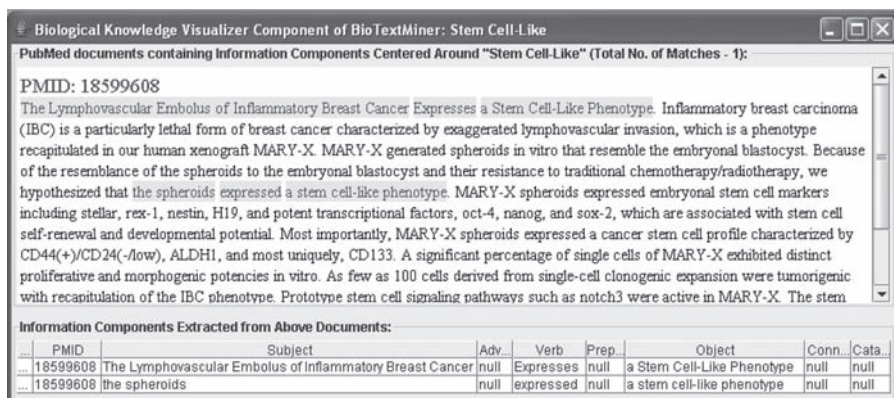 Biological Knowledge Visualizer Component of BioTextMiner: Stem Cell-Like
PubMed documents containing Information Components Centered Around "Stem Cell-Like" (Total No. of Matches - 1):
PMID: 18599608
The Lymphovascular Embolus of Inflammatory Breast Cancer Expresses a Stem Cell-Like Phenotype. Inflammatory breast carcinoma
(IBC) is a particularly lethal form of breast cancer characterized by exaggerated lymphovascular invasion, which is a phenotype
recapitulated in our human xenograft MARY-X. MARY-X generated spheroids in vitro that resemble the embryonal blastocyst. Because
of the resemblance of the spheroids to the embryonal blastocyst and their resistance to traditional chemotherapy/radiotherapy, we
hypothesized that the spheroids expressed a stem cell-like phenotype. MARY-X spheroids expressed embryonal stem cell markers
including stellar, rex-1, nestin, H19, and potent transcriptional factors, oct-4, nanog, and sox-2, which are associated with stem cell
self-renewal and developmental potential. Most importantly, MARY-X spheroids expressed a cancer stem cell profile characterized by
CD44(+)/CD24(-/low), ALDH1, and most uniquely, CD133. A significant percentage of single cells of MARY-X exhibited distinct
proliferative and morphogenic potencies in vitro. As few as 100 cells derived from single-cell clonogenic expansion were tumorigenic
with recapitulation of the IBC phenotype. Prototype stem cell signaling pathways such as notch3 were active in MARY-X. The stem
Information Components Extracted from Above Documents:
... PMID Subject Adv... Verb Prep... Object Conn... Cata...
... 18599608 The Lymphovascular Embolus of Inflammatory Breast Cancer null Expresses null a Stem Cell-Like Phenotype null null
... 18599608 the spheroids null expressed null a stem cell-like phenotype null null